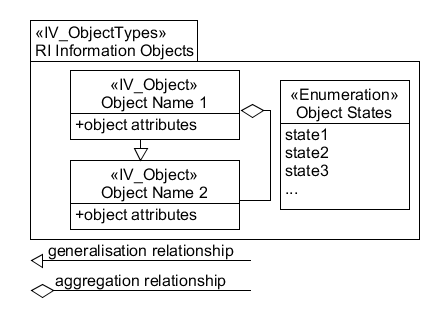 «IV_ObjectTypes»
RI Information Objects
«IV_Object»
Object Name 1
+object attributes
«IV_Object»
Object Name 2
+object attributes
«Enumeration»
Object States
state1
state2
state3
...
generalisation relationship
aggregation relationship